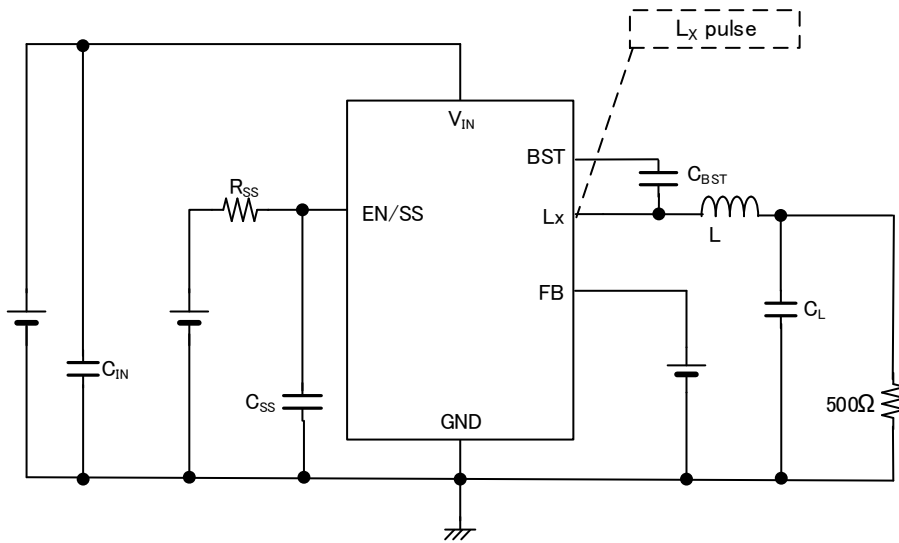 Lx pulse
VIN
BST
CBST
RSS
EN/SS
Lx
L
FB
CL
CIN
CSS
500Ω
GND